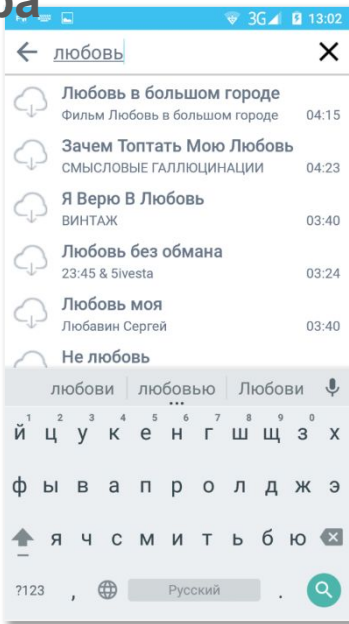 ра
3G 13:02
любовь
Любовь в большом городе
Фильм Любовь в большом городе 04:15
Зачем Топтать Мою Любовь
СМЫСЛОВЫЕ ГАЛЛЮЦИНАЦИИ 04:23
Я Верю В Любовь
ВИНТАЖ 03:40
Любовь без обмана
23:45 & 5ivesta 03:24
Любовь моя
Любавин Сергей 03:40
Не любовь
любови любовью Любови
1 2 3 4 5 6 7 8 9 0
й ц у к е н г ш щ з х
ф ы в а п р о л д ж э
я ч с м и т ь б ю
?123 , Русский .